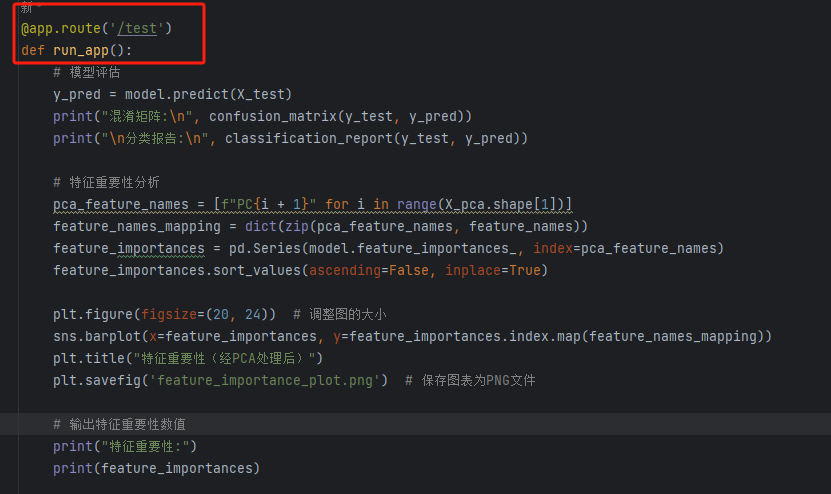 新 *
@app.route('/test')
def run_app():
    # 模型评估
    y_pred = model.predict(X_test)
    print("混淆矩阵:\n", confusion_matrix(y_test, y_pred))
    print("\n分类报告:\n", classification_report(y_test, y_pred))
    # 特征重要性分析
    pca_feature_names = [f"PC{i + 1}" for i in range(X_pca.shape[1])]
    feature_names_mapping = dict(zip(pca_feature_names, feature_names))
    feature_importances = pd.Series(model.feature_importances_, index=pca_feature_names)
    feature_importances.sort_values(ascending=False, inplace=True)
    plt.figure(figsize=(20, 24))  # 调整图的大小
    sns.barplot(x=feature_importances, y=feature_importances.index.map(feature_names_mapping))
    plt.title("特征重要性（经PCA处理后）")
    plt.savefig('feature_importance_plot.png')  # 保存图表为PNG文件
    # 输出特征重要性数值
    print("特征重要性:")
    print(feature_importances)